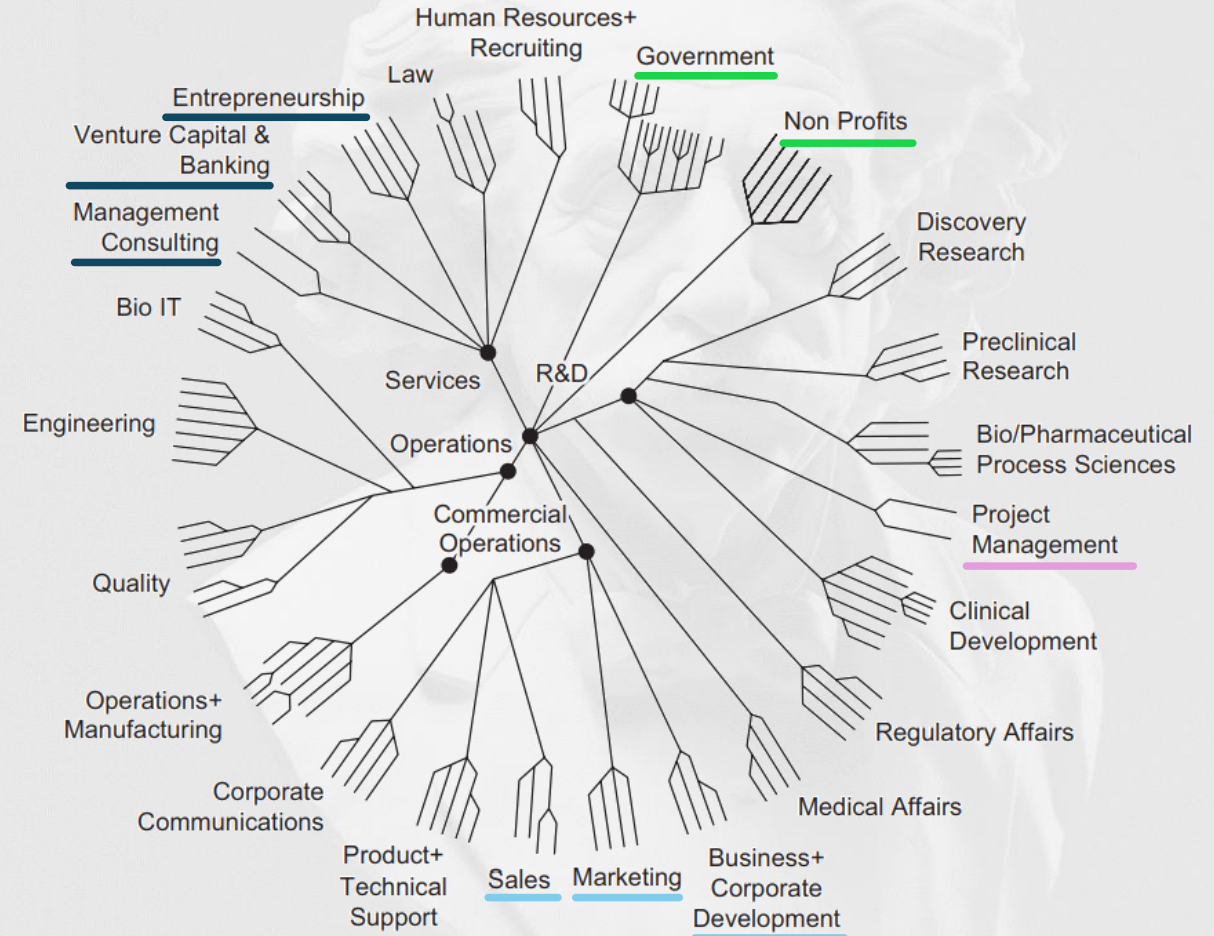 Human Resources+
Recruiting
Government
Law
Entrepreneurship
Non Profits
Venture Capital &
Banking
Management
Consulting
Discovery
Research
Bio IT
Preclinical
Research
R&D
Services
Engineering
Operations
Bio/Pharmaceutical
Process Sciences
Commercial
Operations
Project
Management
Quality
Clinical
Development
Operations+
Manufacturing
Regulatory Affairs
Corporate
Communications
Medical Affairs
Product+
Technical
Support
Sales
Marketing
Business+
Corporate
Development